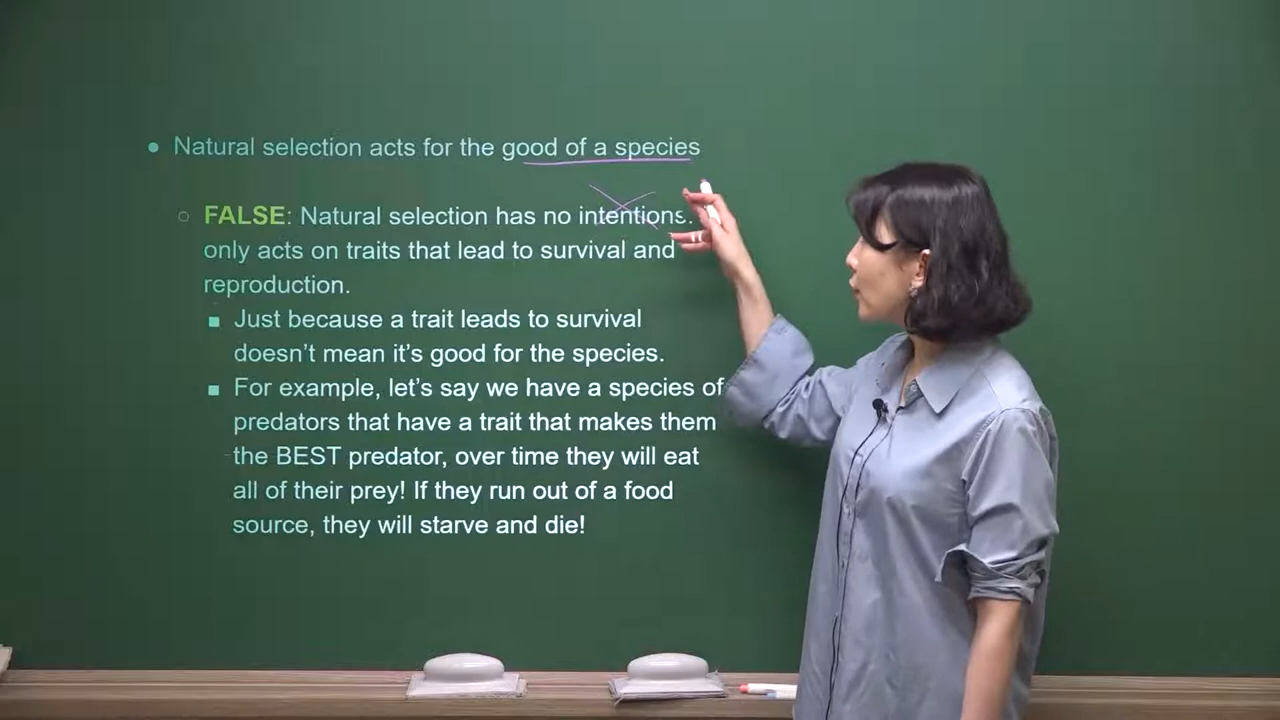 • Natural selection acts for the good of a species
○ FALSE: Natural selection has no intentions.
only acts on traits that lead to survival and
reproduction.
■ Just because a trait leads to survival
doesn’t mean it’s good for the species.
■ For example, let’s say we have a species of
predators that have a trait that makes them
the BEST predator, over time they will eat
all of their prey! If they run out of a food
source, they will starve and die!